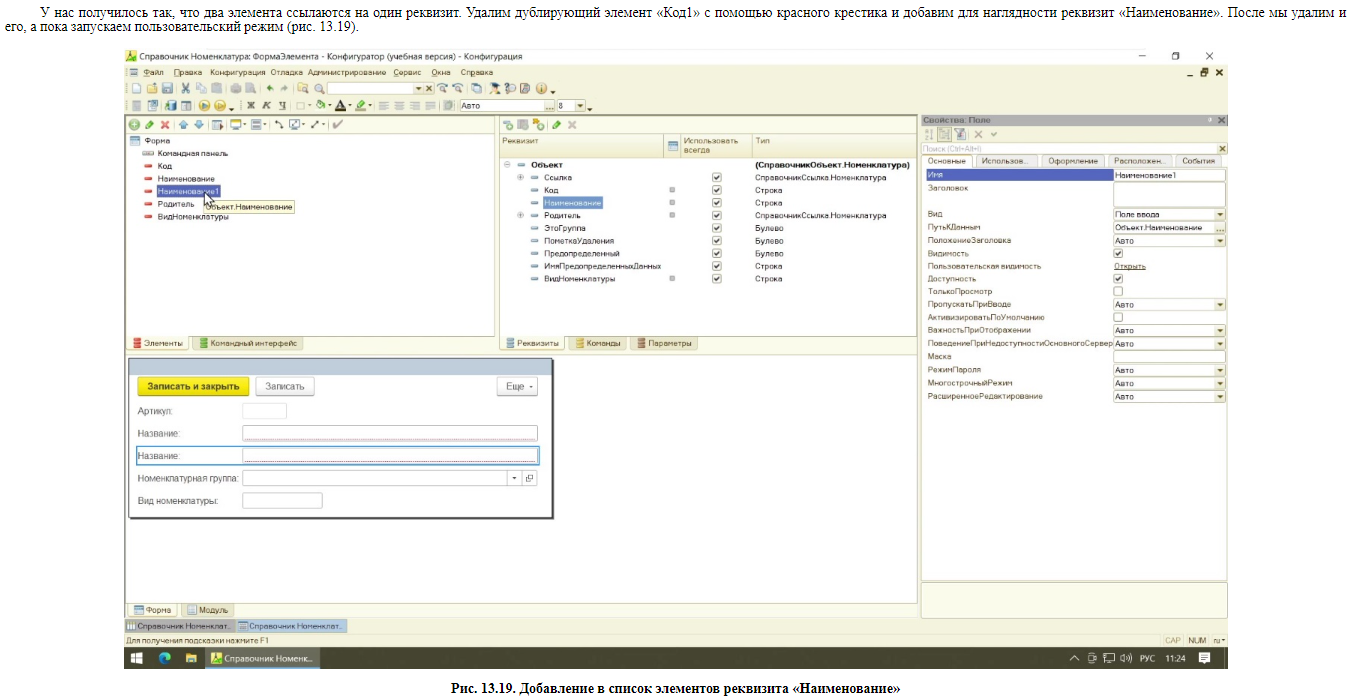 У нас получилось так, что два элемента ссылаются на один реквизит. Удалим дублирующий элемент «Код1» с помощью красного крестика и добавим для наглядности реквизит «Наименование». После мы удалим и
его, а пока запускаем пользовательский режим (рис. 13.19).
Справочник Номенклатура: ФормаЭлемента - Конфигуратор (учебная версия) - Конфигурация
Файл Правка Конфигурация Отладка Администрирование Сервис Окна Справка
Ж К Ч А Авто ... 8
Форма
Командная панель
Код
Наименование
Наименование1
Родитель
Объект.Наименование
ВидНоменклатуры
Элементы Командный интерфейс
Реквизит Использовать всегда Тип
Объект (СправочникОбъект.Номенклатура)
Ссылка СправочникСсылка.Номенклатура
Код Строка
Наименование Строка
Родитель СправочникСсылка.Номенклатура
ЭтоГруппа Булево
ПометкаУдаления Булево
Предопределенный Булево
ИмяПредопределенныхДанных Строка
ВидНоменклатуры Строка
Реквизиты Команды Параметры
Свойства: Поле
Поиск (Ctrl+Alt+I)
Основные Использов... Оформление Расположен... События
Имя Наименование1
Заголовок
Вид Поле ввода
ПутьКДанным Объект.Наименование ...
ПоложениеЗаголовка Авто
Видимость
Пользовательская видимость Открыть
Доступность
ТолькоПросмотр
ПропускатьПриВводе Авто
АктивизироватьПоУмолчанию
ВажностьПриОтображении Авто
ПоведениеПриНедоступностиОсновногоСервер Авто
Маска
РежимПароля Авто
МногострочныйРежим Авто
РасширенноеРедактирование Авто
Записать и закрыть Записать Еще
Артикул:
Название:
Название:
Номенклатурная группа:
Вид номенклатуры:
Форма Модуль
Справочник Номенклат... Справочник Номенклат...
Для получения подсказки нажмите F1 CAP NUM ru
Справочник Номенк... РУС 11:24
Рис. 13.19. Добавление в список элементов реквизита «Наименование»